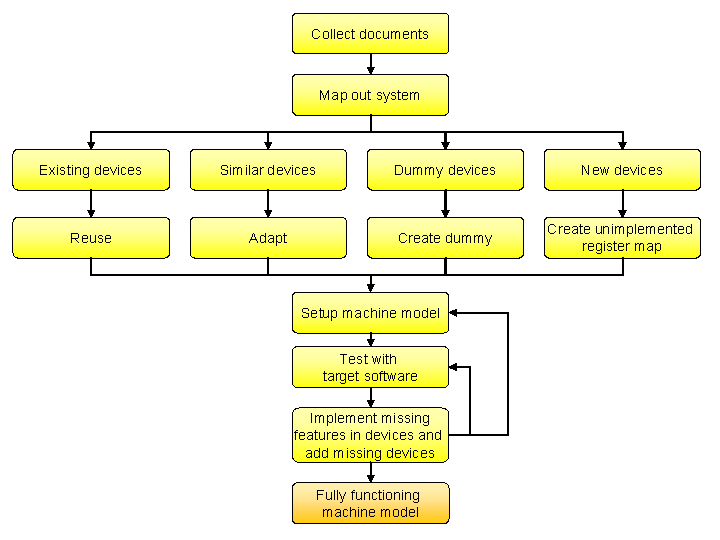 Collect documents
Map out system
Existing devices
Similar devices
Dummy devices
New devices
Reuse
Adapt
Create dummy
Create unimplemented
register map
Setup machine model
Test with
target software
Implement missing
features in devices and
add missing devices
Fully functioning
machine model